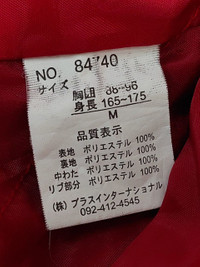 NO. 84740
サイズ
胸囲 88~96
身長 165~175
M
品質表示
表地 ポリエステル 100%
裏地 ポリエステル 100%
中わた ポリエステル 100%
リブ部分 ポリエステル 100%
(株) プラスインターナショナル
092-412-4545